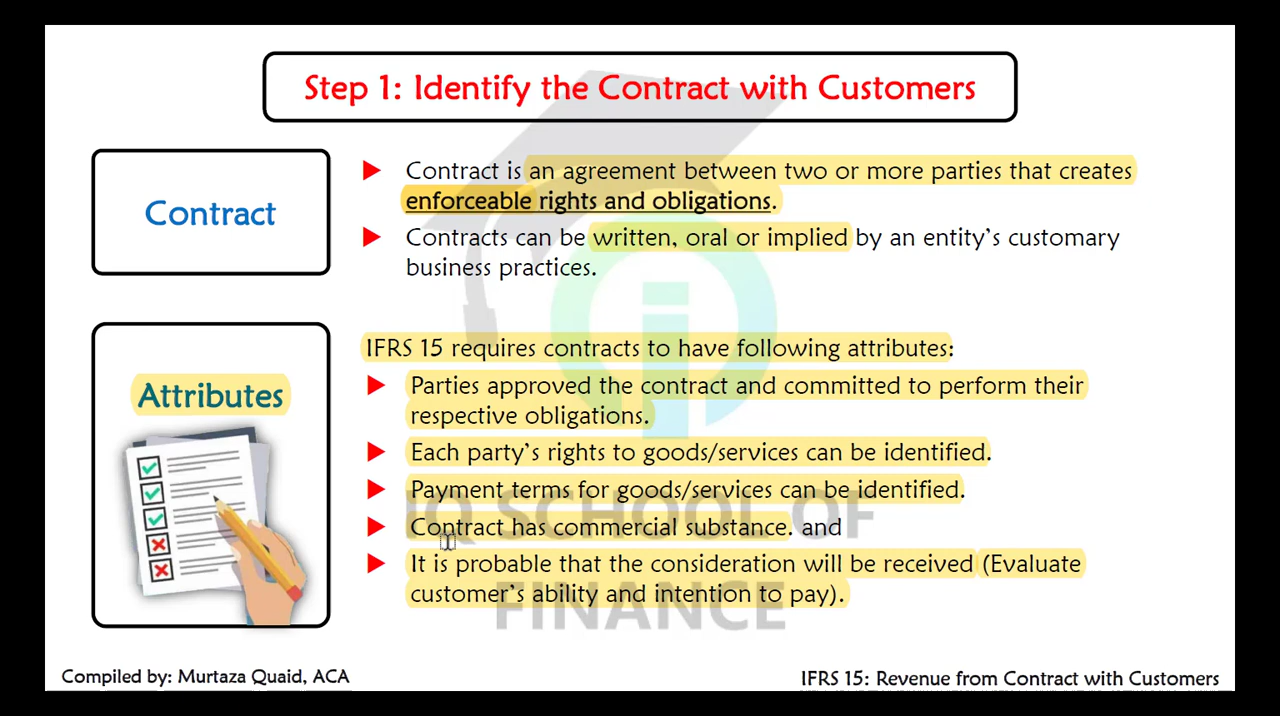 Step 1: Identify the Contract with Customers
Contract
▶ Contract is an agreement between two or more parties that creates
enforceable rights and obligations.
▶ Contracts can be written, oral or implied by an entity's customary
business practices.
Attributes
IFRS 15 requires contracts to have following attributes:
▶ Parties approved the contract and committed to perform their
respective obligations.
▶ Each party's rights to goods/services can be identified.
▶ Payment terms for goods/services can be identified.
▶ Contract has commercial substance. and
▶ It is probable that the consideration will be received (Evaluate
customer's ability and intention to pay).
IQ SCHOOL OF
FINANCE
Compiled by: Murtaza Quaid, ACA
IFRS 15: Revenue from Contract with Customers